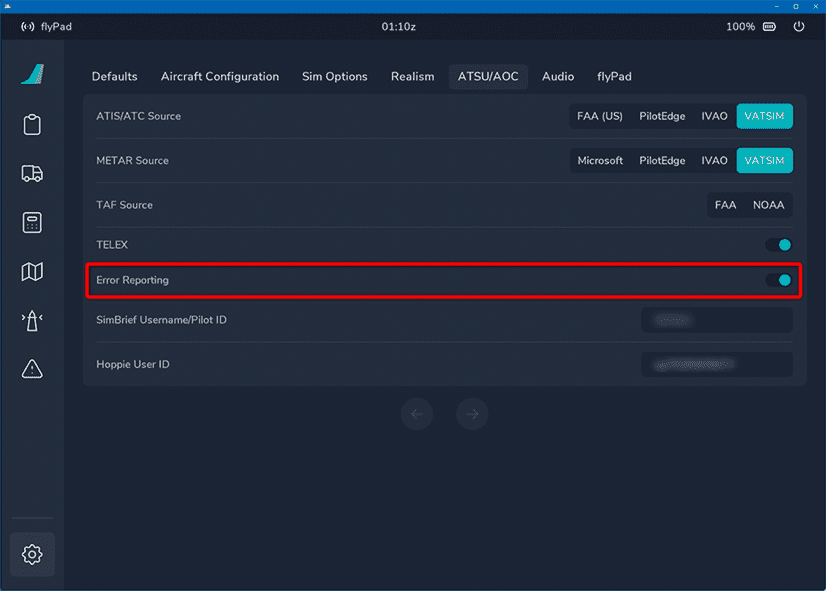 flyPad 01:10z 100%
Defaults Aircraft Configuration Sim Options Realism ATSU/AOC Audio flyPad
ATIS/ATC Source FAA (US) PilotEdge IVAO VATSIM
METAR Source Microsoft PilotEdge IVAO VATSIM
TAF Source FAA NOAA
TELEX
Error Reporting
SimBrief Username/Pilot ID
Hoppie User ID